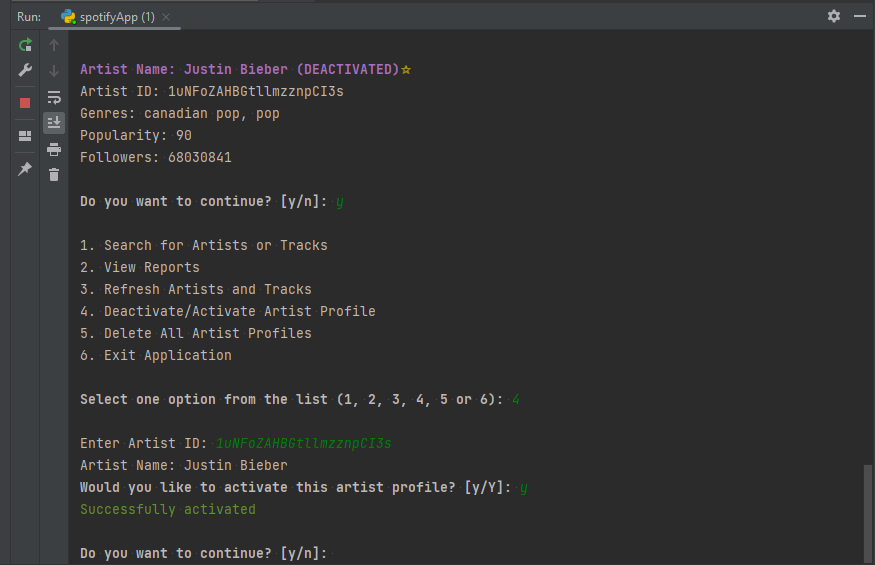 Run: spotifyApp (1)
Artist Name: Justin Bieber (DEACTIVATED)☆
Artist ID: 1uNFoZAHBGtllmzznpCI3s
Genres: canadian pop, pop
Popularity: 90
Followers: 68030841
Do you want to continue? [y/n]: y
1. Search for Artists or Tracks
2. View Reports
3. Refresh Artists and Tracks
4. Deactivate/Activate Artist Profile
5. Delete All Artist Profiles
6. Exit Application
Select one option from the list (1, 2, 3, 4, 5 or 6): 4
Enter Artist ID: 1uNFoZAHBGtllmzznpCI3s
Artist Name: Justin Bieber
Would you like to activate this artist profile? [y/Y]: y
Successfully activated
Do you want to continue? [y/n]: